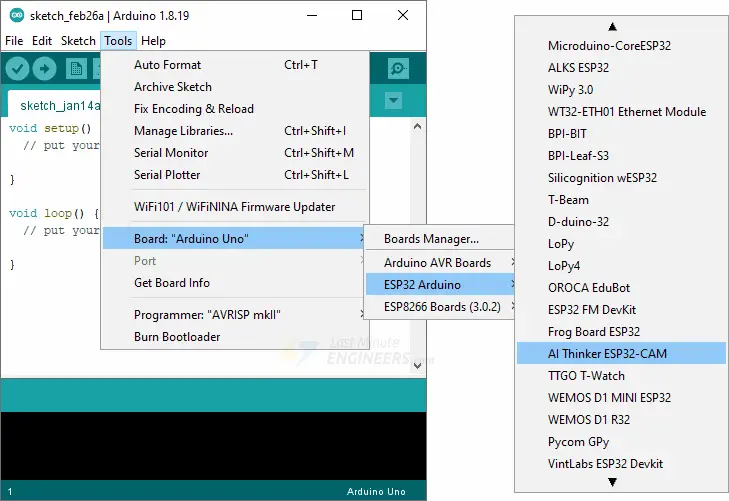 sketch_feb26a | Arduino 1.8.19
File Edit Sketch Tools Help
sketch_jan14a
void setup()
// put your
}
void loop() {
// put your
}
Auto Format Ctrl+T
Archive Sketch
Fix Encoding & Reload
Manage Libraries... Ctrl+Shift+I
Serial Monitor Ctrl+Shift+M
Serial Plotter Ctrl+Shift+L
WiFi101 / WiFiNINA Firmware Updater
Board: "Arduino Uno"
Port
Get Board Info
Programmer: "AVRISP mkII"
Burn Bootloader
Boards Manager...
Arduino AVR Boards
ESP32 Arduino
ESP8266 Boards (3.0.2)
Microduino-CoreESP32
ALKS ESP32
WiPy 3.0
WT32-ETH01 Ethernet Module
BPI-BIT
BPI-Leaf-S3
Silicognition wESP32
T-Beam
D-duino-32
LoPy
LoPy4
OROCA EduBot
ESP32 FM DevKit
Frog Board ESP32
AI Thinker ESP32-CAM
TTGO T-Watch
WEMOS D1 MINI ESP32
WEMOS D1 R32
Pycom GPy
VintLabs ESP32 Devkit
Last Minute
ENGINEERS.com
1 Arduino Uno